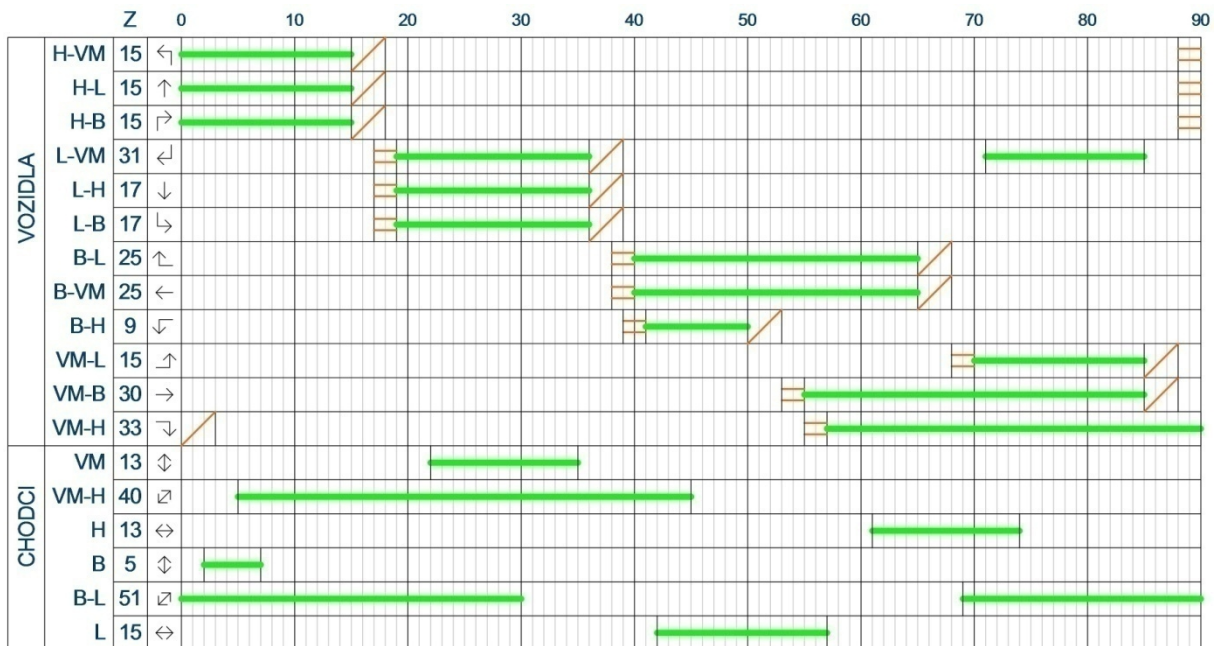 Z 0 10 20 30 40 50 60 70 80 90
VOZIDLA
H-VM 15
H-L 15
H-B 15
L-VM 31
L-H 17
L-B 17
B-L 25
B-VM 25
B-H 9
VM-L 15
VM-B 30
VM-H 33
CHODCI
VM 13
VM-H 40
H 13
B 5
B-L 51
L 15